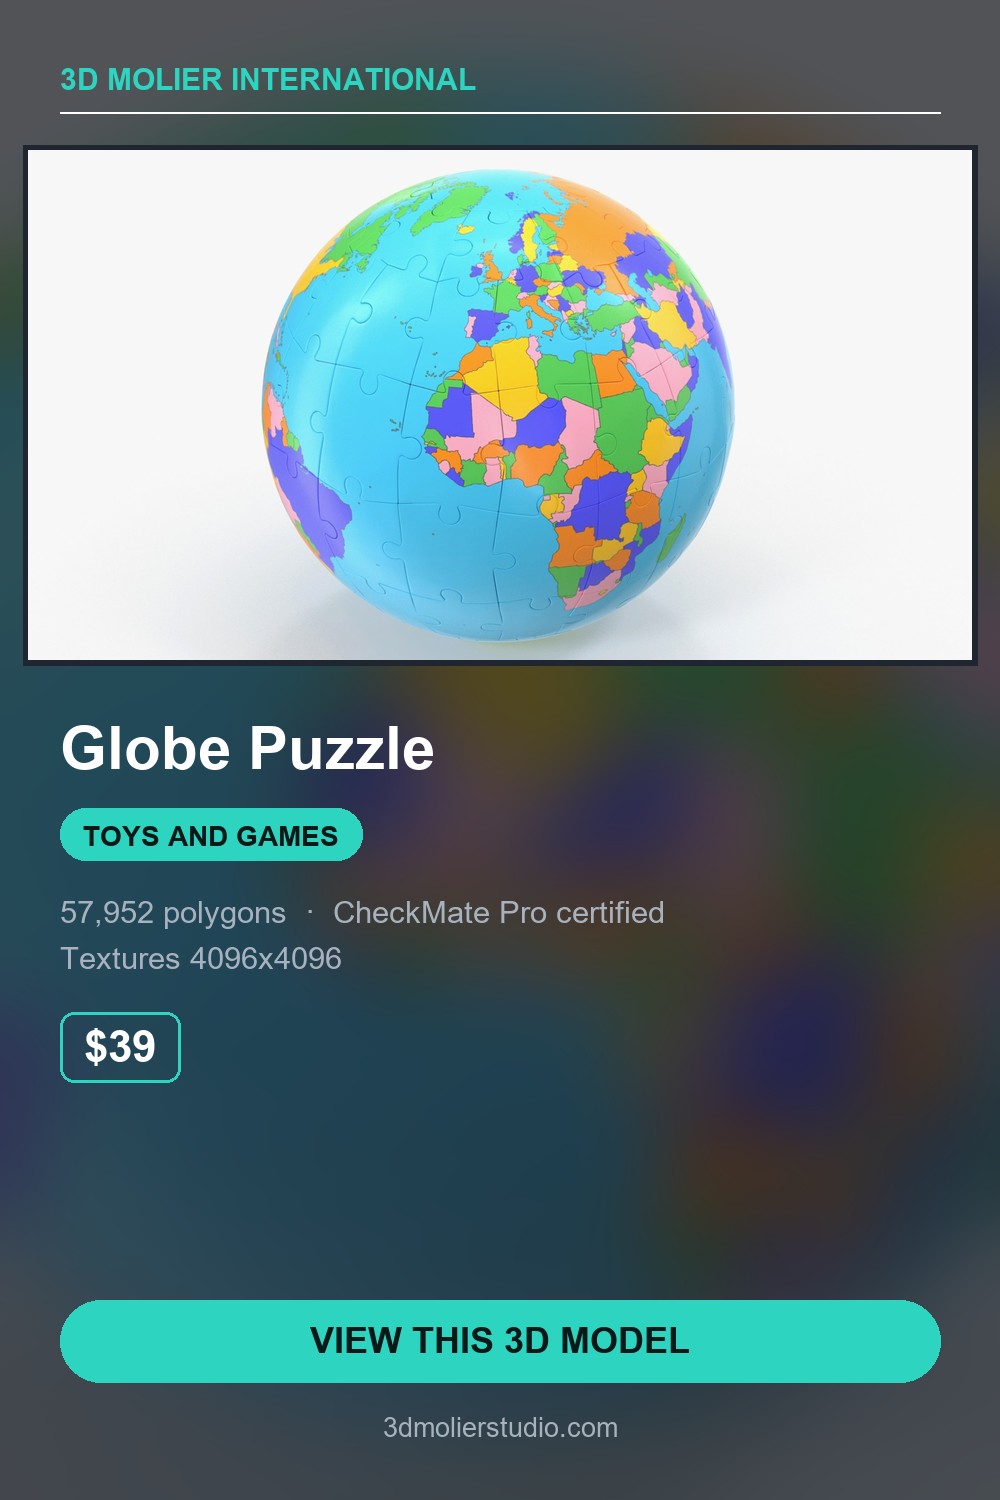 3D MOLIER INTERNATIONAL
Globe Puzzle
TOYS AND GAMES
57,952 polygons · CheckMate Pro certified
Textures 4096x4096
$39
VIEW THIS 3D MODEL
3dmolierstudio.com